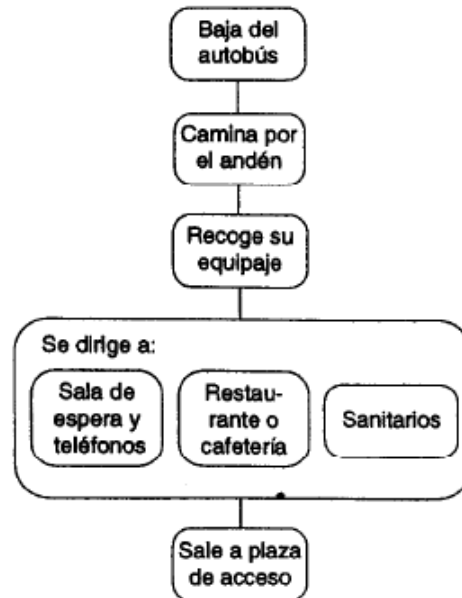 Baja del
autobús
Camina por
el andén
Recoge su
equipaje
Se dirige a:
Sala de
espera y
teléfonos
Restau-
rante o
cafetería
Sanitarios
Sale a plaza
de acceso